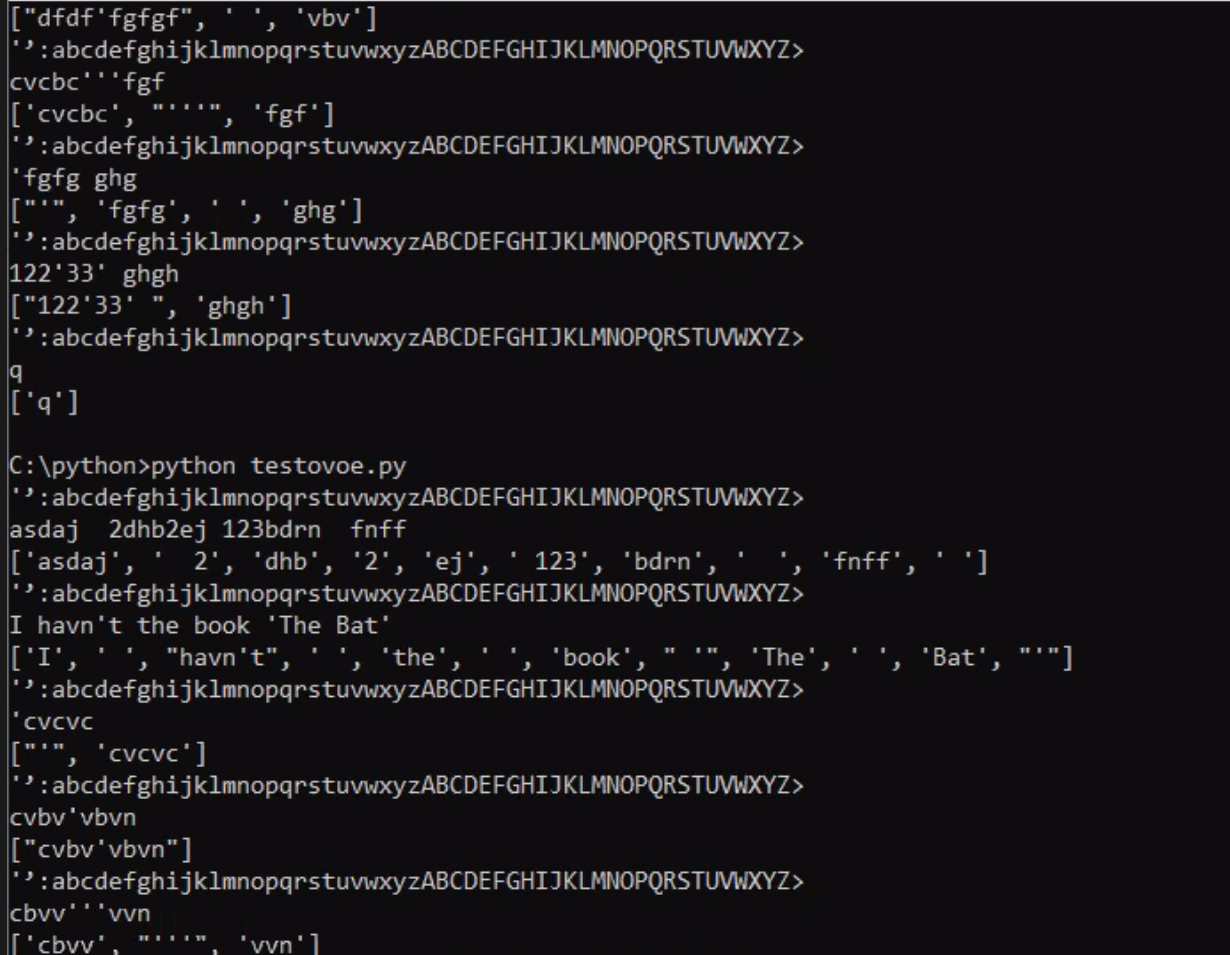 ["dfdf'fgfgf", ' ', 'vbv']
'’:abcdefghijklmnopqrstuvwxyzABCDEFGHIJKLMNOPQRSTUVWXYZ>
cvcbc'''fgf
['cvcbc', "'''", 'fgf']
'’:abcdefghijklmnopqrstuvwxyzABCDEFGHIJKLMNOPQRSTUVWXYZ>
'fgfg ghg
["'", 'fgfg', ' ', 'ghg']
'’:abcdefghijklmnopqrstuvwxyzABCDEFGHIJKLMNOPQRSTUVWXYZ>
122'33' ghgh
["122'33' ", 'ghgh']
'’:abcdefghijklmnopqrstuvwxyzABCDEFGHIJKLMNOPQRSTUVWXYZ>
q
['q']
C:\python>python testovoe.py
'’:abcdefghijklmnopqrstuvwxyzABCDEFGHIJKLMNOPQRSTUVWXYZ>
asdaj  2dhb2ej 123bdrn  fnff
['asdaj', '  2', 'dhb', '2', 'ej', ' 123', 'bdrn', '  ', 'fnff', ' ']
'’:abcdefghijklmnopqrstuvwxyzABCDEFGHIJKLMNOPQRSTUVWXYZ>
I havn't the book 'The Bat'
['I', ' ', "havn't", ' ', 'the', ' ', 'book', " '", 'The', ' ', 'Bat', "'"]
'’:abcdefghijklmnopqrstuvwxyzABCDEFGHIJKLMNOPQRSTUVWXYZ>
'cvcvc
["'", 'cvcvc']
'’:abcdefghijklmnopqrstuvwxyzABCDEFGHIJKLMNOPQRSTUVWXYZ>
cvbv'vbvn
["cvbv'vbvn"]
'’:abcdefghijklmnopqrstuvwxyzABCDEFGHIJKLMNOPQRSTUVWXYZ>
cbvv'''vvn
['cbvv', "'''", 'vvn']